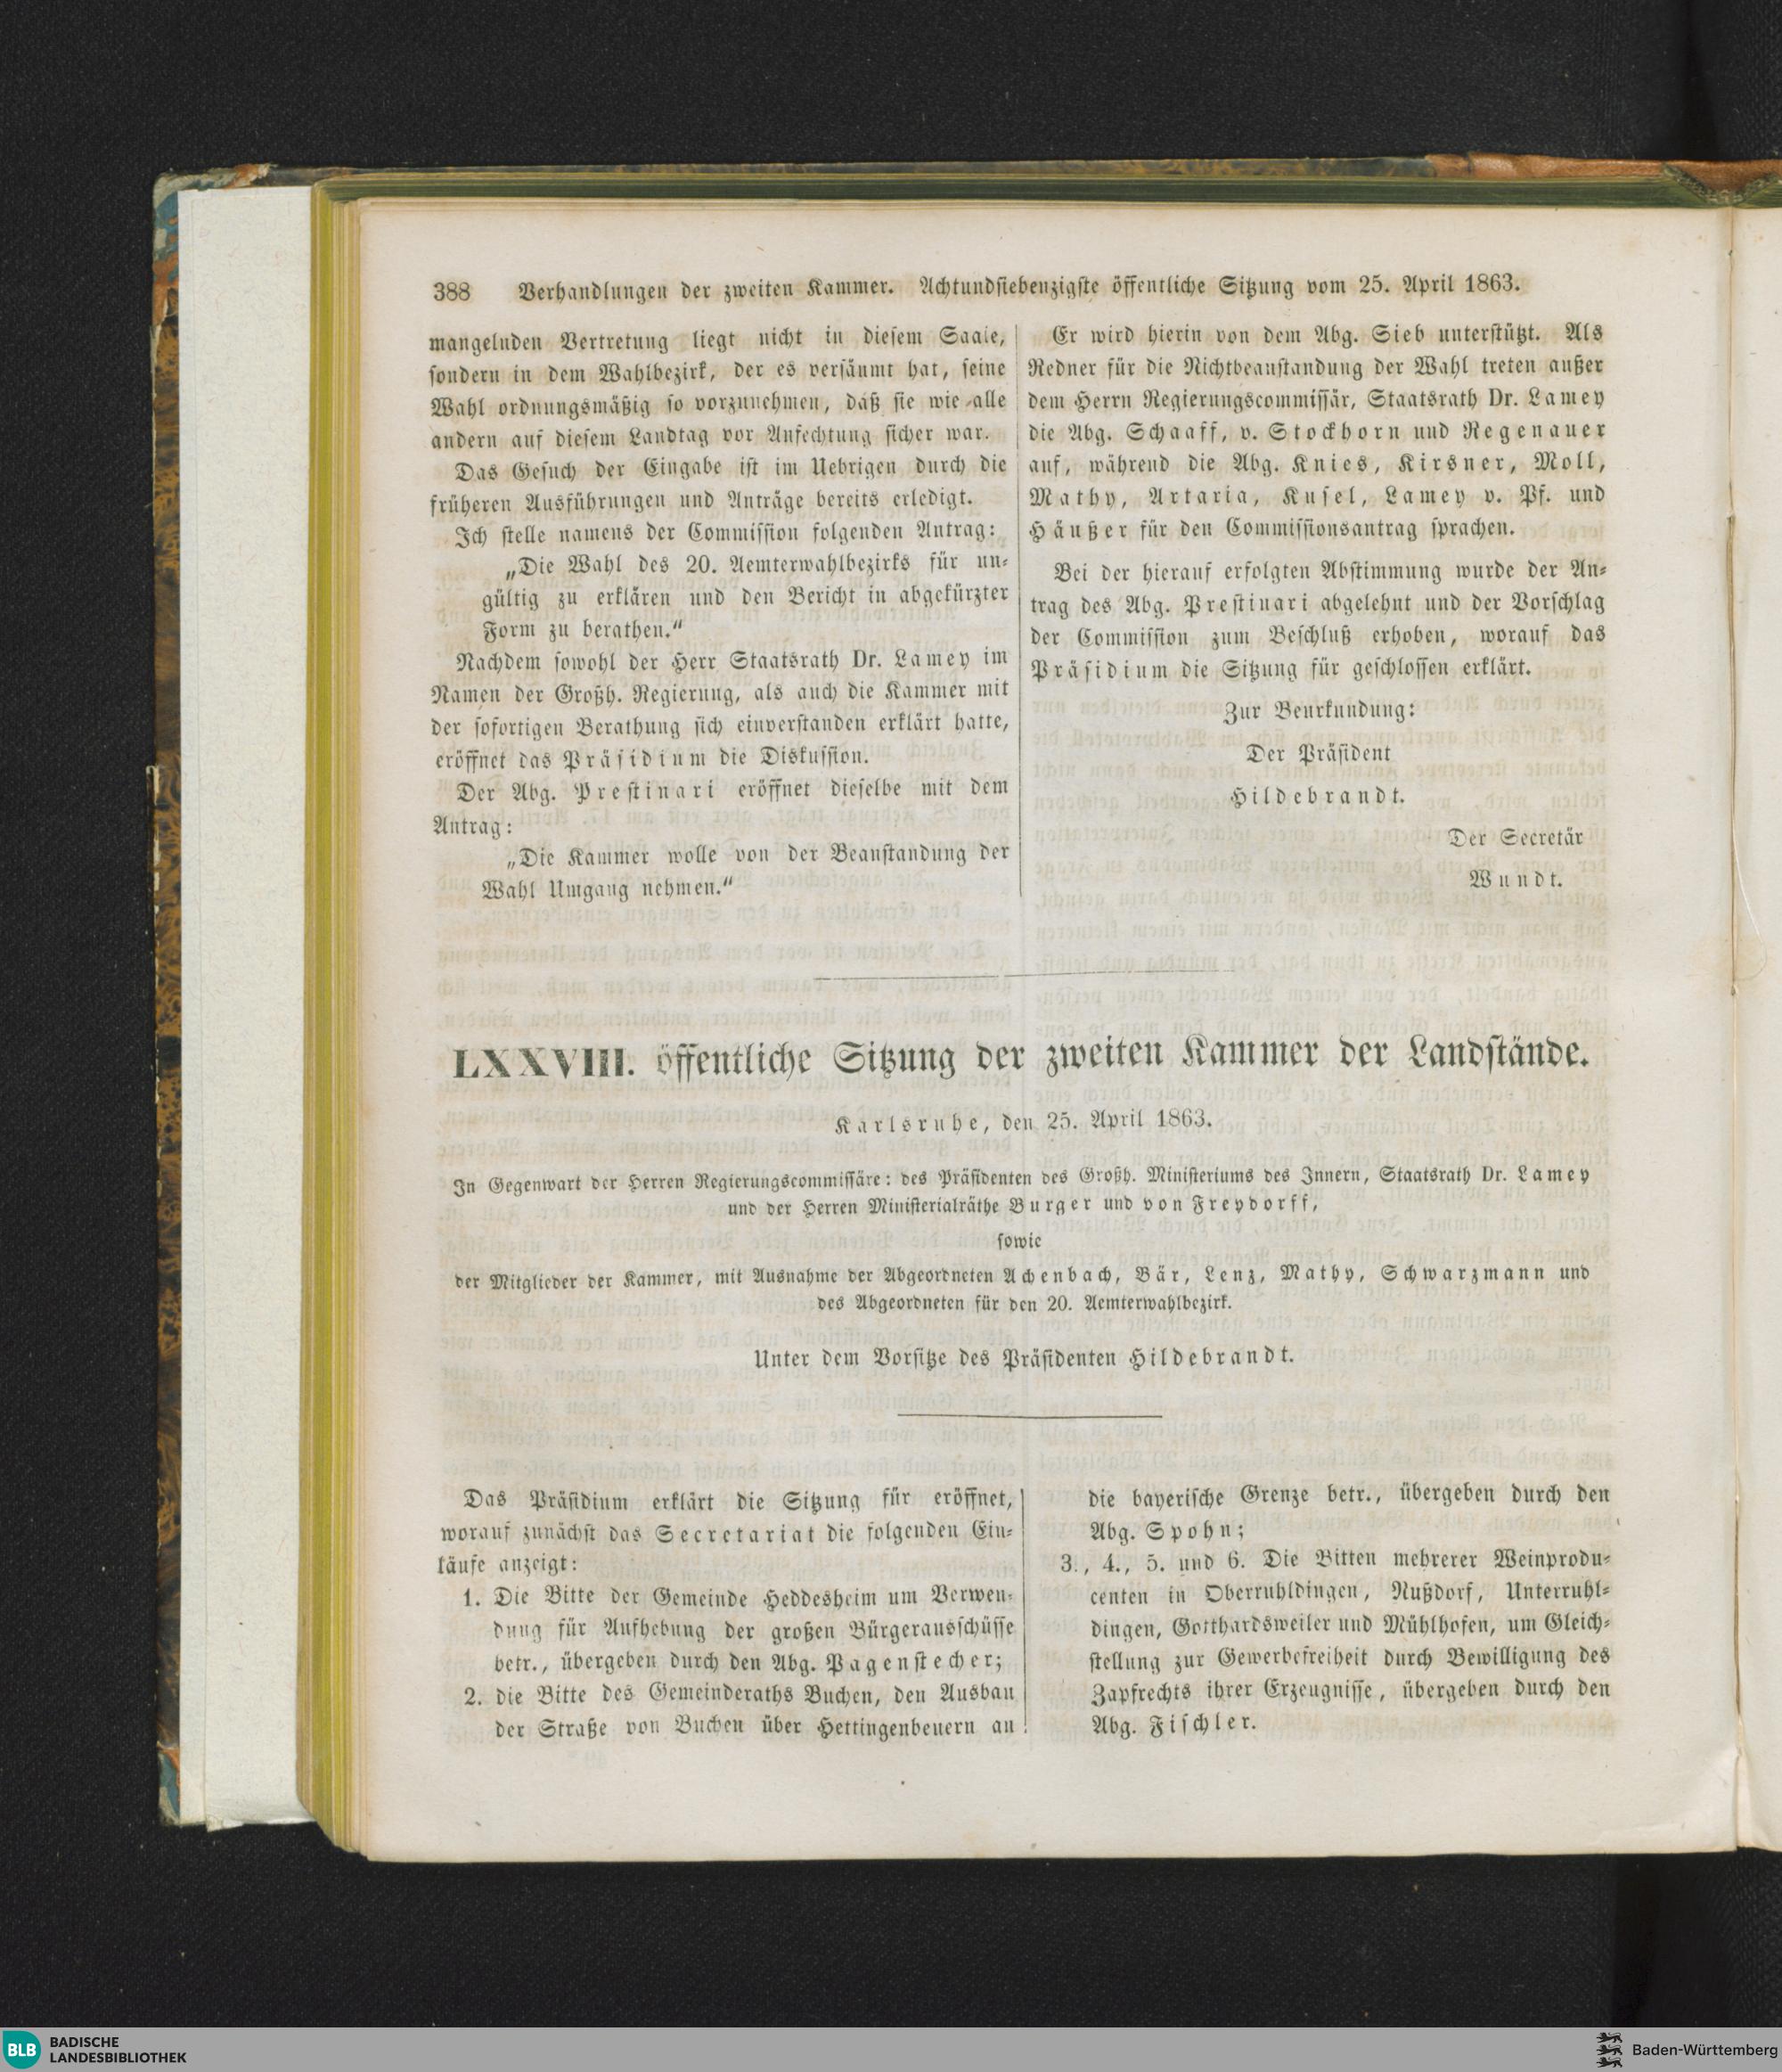 388 Verhandlungen der zweiten Kammer. Achtundsiebenzigste öffentliche Sitzung vom 25. April 1863.
mangelnden Vertretung liegt nicht in diesem Saale,
sondern in dem Wahlbezirk, der es versäumt hat, seine
Wahl ordnungsmäßig so vorzunehmen, daß sie wie alle
andern auf diesem Landtag vor Anfechtung sicher war.
Das Gesuch der Eingabe ist im Uebrigen durch die
früheren Ausführungen und Anträge bereits erledigt.
Ich stelle namens der Commission folgenden Antrag:
„Die Wahl des 20. Aemterwahlbezirks für un-
gültig zu erklären und den Bericht in abgekürzter
Form zu berathen.“
Nachdem sowohl der Herr Staatsrath Dr. Lamey im
Namen der Großh. Regierung, als auch die Kammer mit
der sofortigen Berathung sich einverstanden erklärt hatte,
eröffnet das Präsidium die Diskussion.
Der Abg. Prestinari eröffnet dieselbe mit dem
Antrag:
„Die Kammer wolle von der Beanstandung der
Wahl Umgang nehmen.“
Er wird hierin von dem Abg. Sieb unterstützt. Als
Redner für die Nichtbeanstandung der Wahl treten außer
dem Herrn Regierungscommissär, Staatsrath Dr. Lamey
die Abg. Schaaff, v. Stockhorn und Regenauer
auf, während die Abg. Knies, Kirsner, Moll,
Mathy, Artaria, Kusel, Lamey v. Pf. und
Häußer für den Commissionsantrag sprachen.
Bei der hierauf erfolgten Abstimmung wurde der An-
trag des Abg. Prestinari abgelehnt und der Vorschlag
der Commission zum Beschluß erhoben, worauf das
Präsidium die Sitzung für geschlossen erklärt.
Zur Beurkundung:
Der Präsident
Hildebrandt.
Der Secretär
Wundt.
LXXVIII. öffentliche Sitzung der zweiten Kammer der Landstände.
Karlsruhe, den 25. April 1863.
In Gegenwart der Herren Regierungscommissäre: des Präsidenten des Großh. Ministeriums des Innern, Staatsrath Dr. Lamey
und der Herren Ministerialräthe Burger und von Freydorff,
sowie
der Mitglieder der Kammer, mit Ausnahme der Abgeordneten Achenbach, Bär, Lenz, Mathy, Schwarzmann und
des Abgeordneten für den 20. Aemterwahlbezirk.
Unter dem Vorsitze des Präsidenten Hildebrandt.
Das Präsidium erklärt die Sitzung für eröffnet,
worauf zunächst das Secretariat die folgenden Ein-
läufe anzeigt:
1. Die Bitte der Gemeinde Heddesheim um Verwen-
dung für Aufhebung der großen Bürgerausschüsse
betr., übergeben durch den Abg. Pagenstecher;
2. die Bitte des Gemeinderaths Buchen, den Ausbau
der Straße von Buchen über Hettingenbeuern an
die bayerische Grenze betr., übergeben durch den
Abg. Spohn;
3., 4., 5. und 6. Die Bitten mehrerer Weinprodu-
centen in Oberruhldingen, Nußdorf, Unterruhl-
dingen, Gotthardsweiler und Mühlhofen, um Gleich-
stellung zur Gewerbefreiheit durch Bewilligung des
Zapfrechts ihrer Erzeugnisse, übergeben durch den
Abg. Fischler.
BLB BADISCHE
LANDESBIBLIOTHEK
Baden-Württemberg